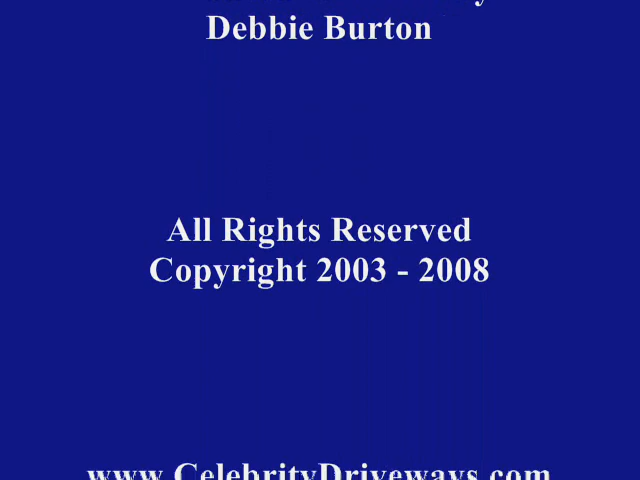 Debbie Burton
All Rights Reserved
Copyright 2003 - 2008
www.CelebrityDriveways.com